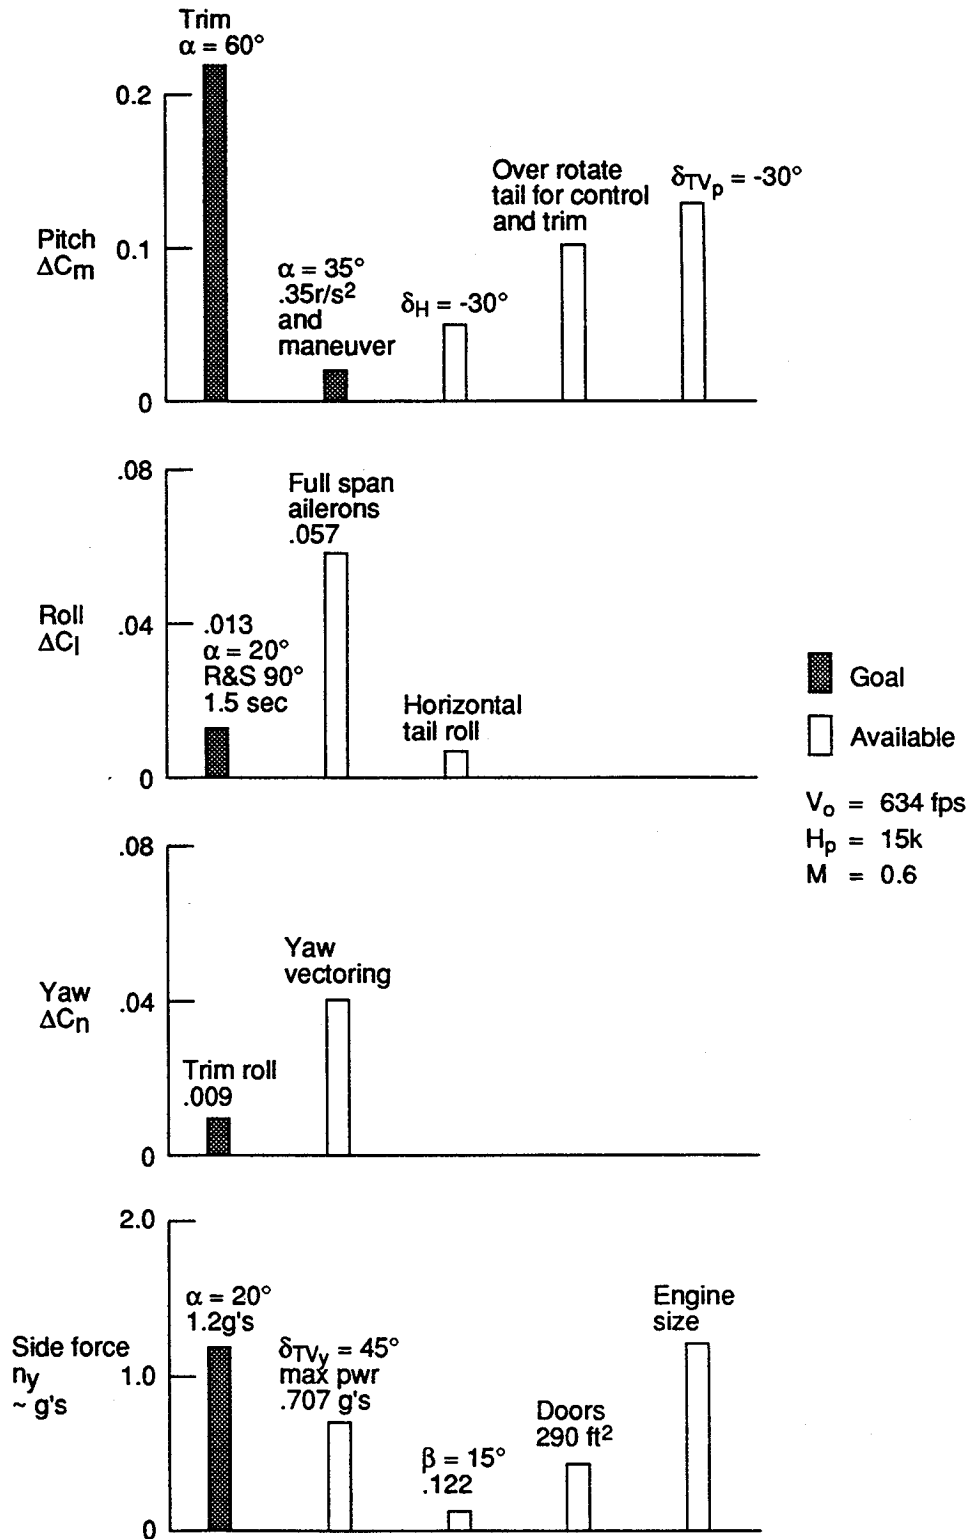 Trim
α = 60°
0.2
Over rotate
tail for control
and trim
δTVp = -30°
Pitch
ΔCm
0.1
α = 35°
.35r/s²
and
maneuver
δH = -30°
0
.08
Full span
ailerons
.057
Roll
ΔCl
.04
.013
α = 20°
R&S 90°
1.5 sec
Horizontal
tail roll
0
Goal
Available
Vo = 634 fps
Hp = 15k
M = 0.6
.08
Yaw
vectoring
Yaw
ΔCn
.04
Trim roll
.009
0
2.0
α = 20°
1.2g's
Engine
size
Side force
ny
~ g's
1.0
δTVy = 45°
max pwr
.707 g's
Doors
290 ft²
β = 15°
.122
0